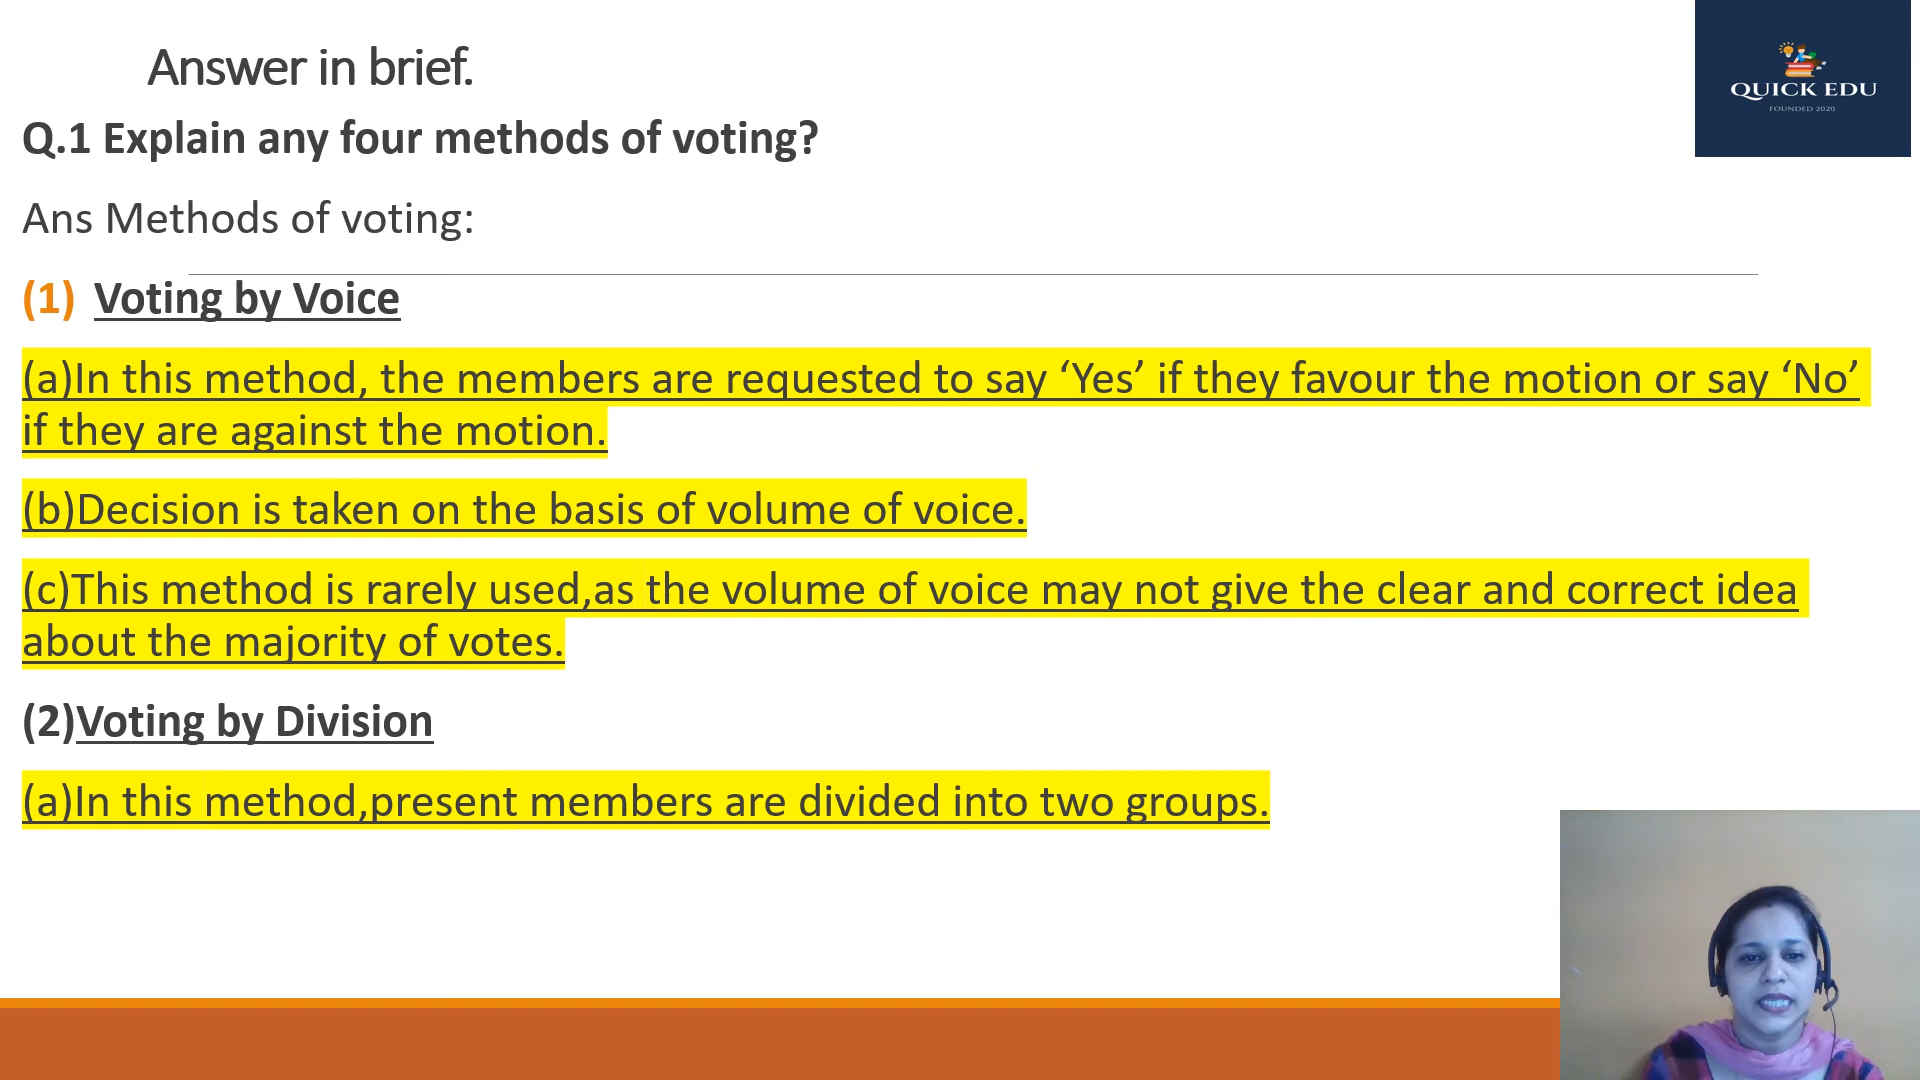 Answer in brief.
QUICK EDU
FOUNDED 2020
Q.1 Explain any four methods of voting?
Ans Methods of voting:
(1) Voting by Voice
(a)In this method, the members are requested to say ‘Yes’ if they favour the motion or say ‘No’
if they are against the motion.
(b)Decision is taken on the basis of volume of voice.
(c)This method is rarely used,as the volume of voice may not give the clear and correct idea
about the majority of votes.
(2)Voting by Division
(a)In this method,present members are divided into two groups.